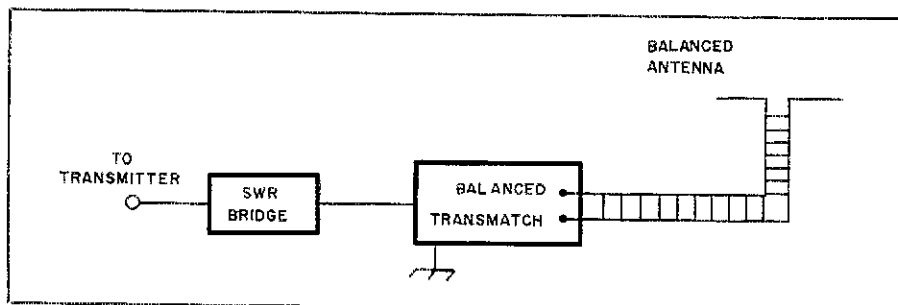 BALANCED
ANTENNA
TO
TRANSMITTER
SWR
BRIDGE
BALANCED
TRANSMATCH